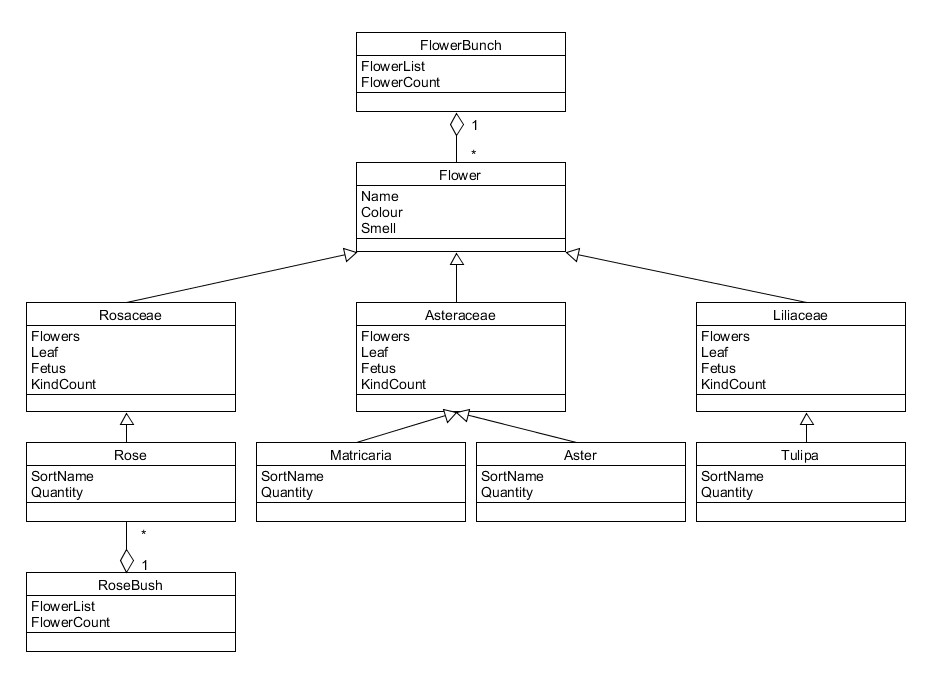 FlowerBunch
FlowerList
FlowerCount
1
*
Flower
Name
Colour
Smell
Rosaceae
Flowers
Leaf
Fetus
KindCount
Asteraceae
Flowers
Leaf
Fetus
KindCount
Liliaceae
Flowers
Leaf
Fetus
KindCount
Rose
SortName
Quantity
Matricaria
SortName
Quantity
Aster
SortName
Quantity
Tulipa
SortName
Quantity
*
1
RoseBush
FlowerList
FlowerCount